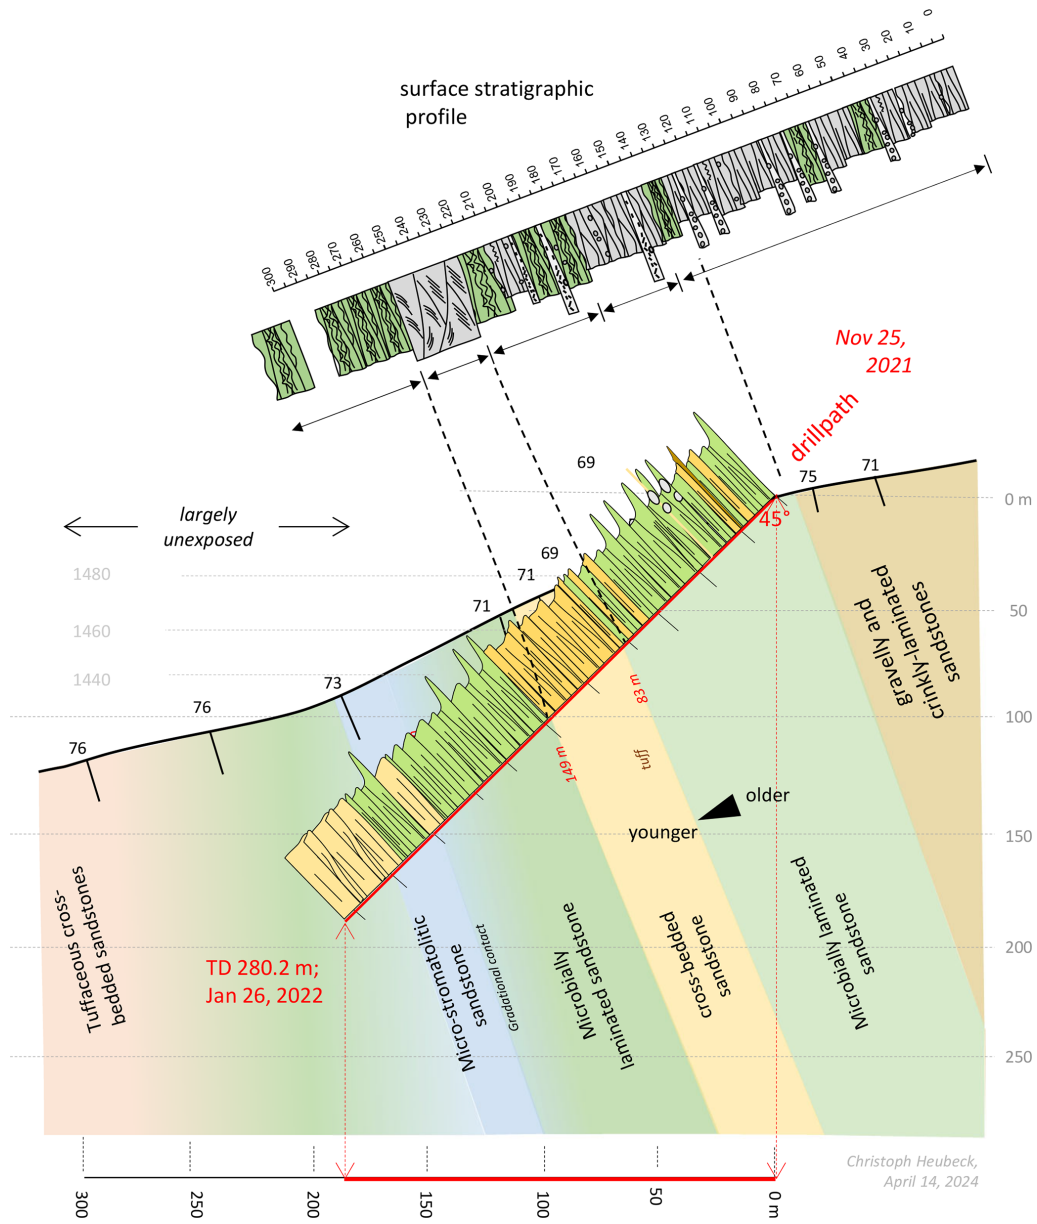 0
10
20
30
40
50
60
70
80
90
100
110
120
130
140
150
160
170
180
190
200
210
220
230
240
250
260
270
280
290
300
surface stratigraphic
profile
Nov 25,
2021
drillpath
69
75
71
0 m
45°
largely
unexposed
69
71
71
1480
1460
1440
50
73
76
76
83 m
100
149 m
tuff
older
younger
150
gravelly and
crinkly-laminated
sandstones
Tuffaceous cross-
bedded sandstones
TD 280.2 m;
Jan 26, 2022
Micro-stromatolitic
sandstone
Gradational contact
Microbially
laminated sandstone
cross-bedded
sandstone
Microbially laminated
sandstone
200
250
Christoph Heubeck,
April 14, 2024
300
250
200
150
100
50
0 m